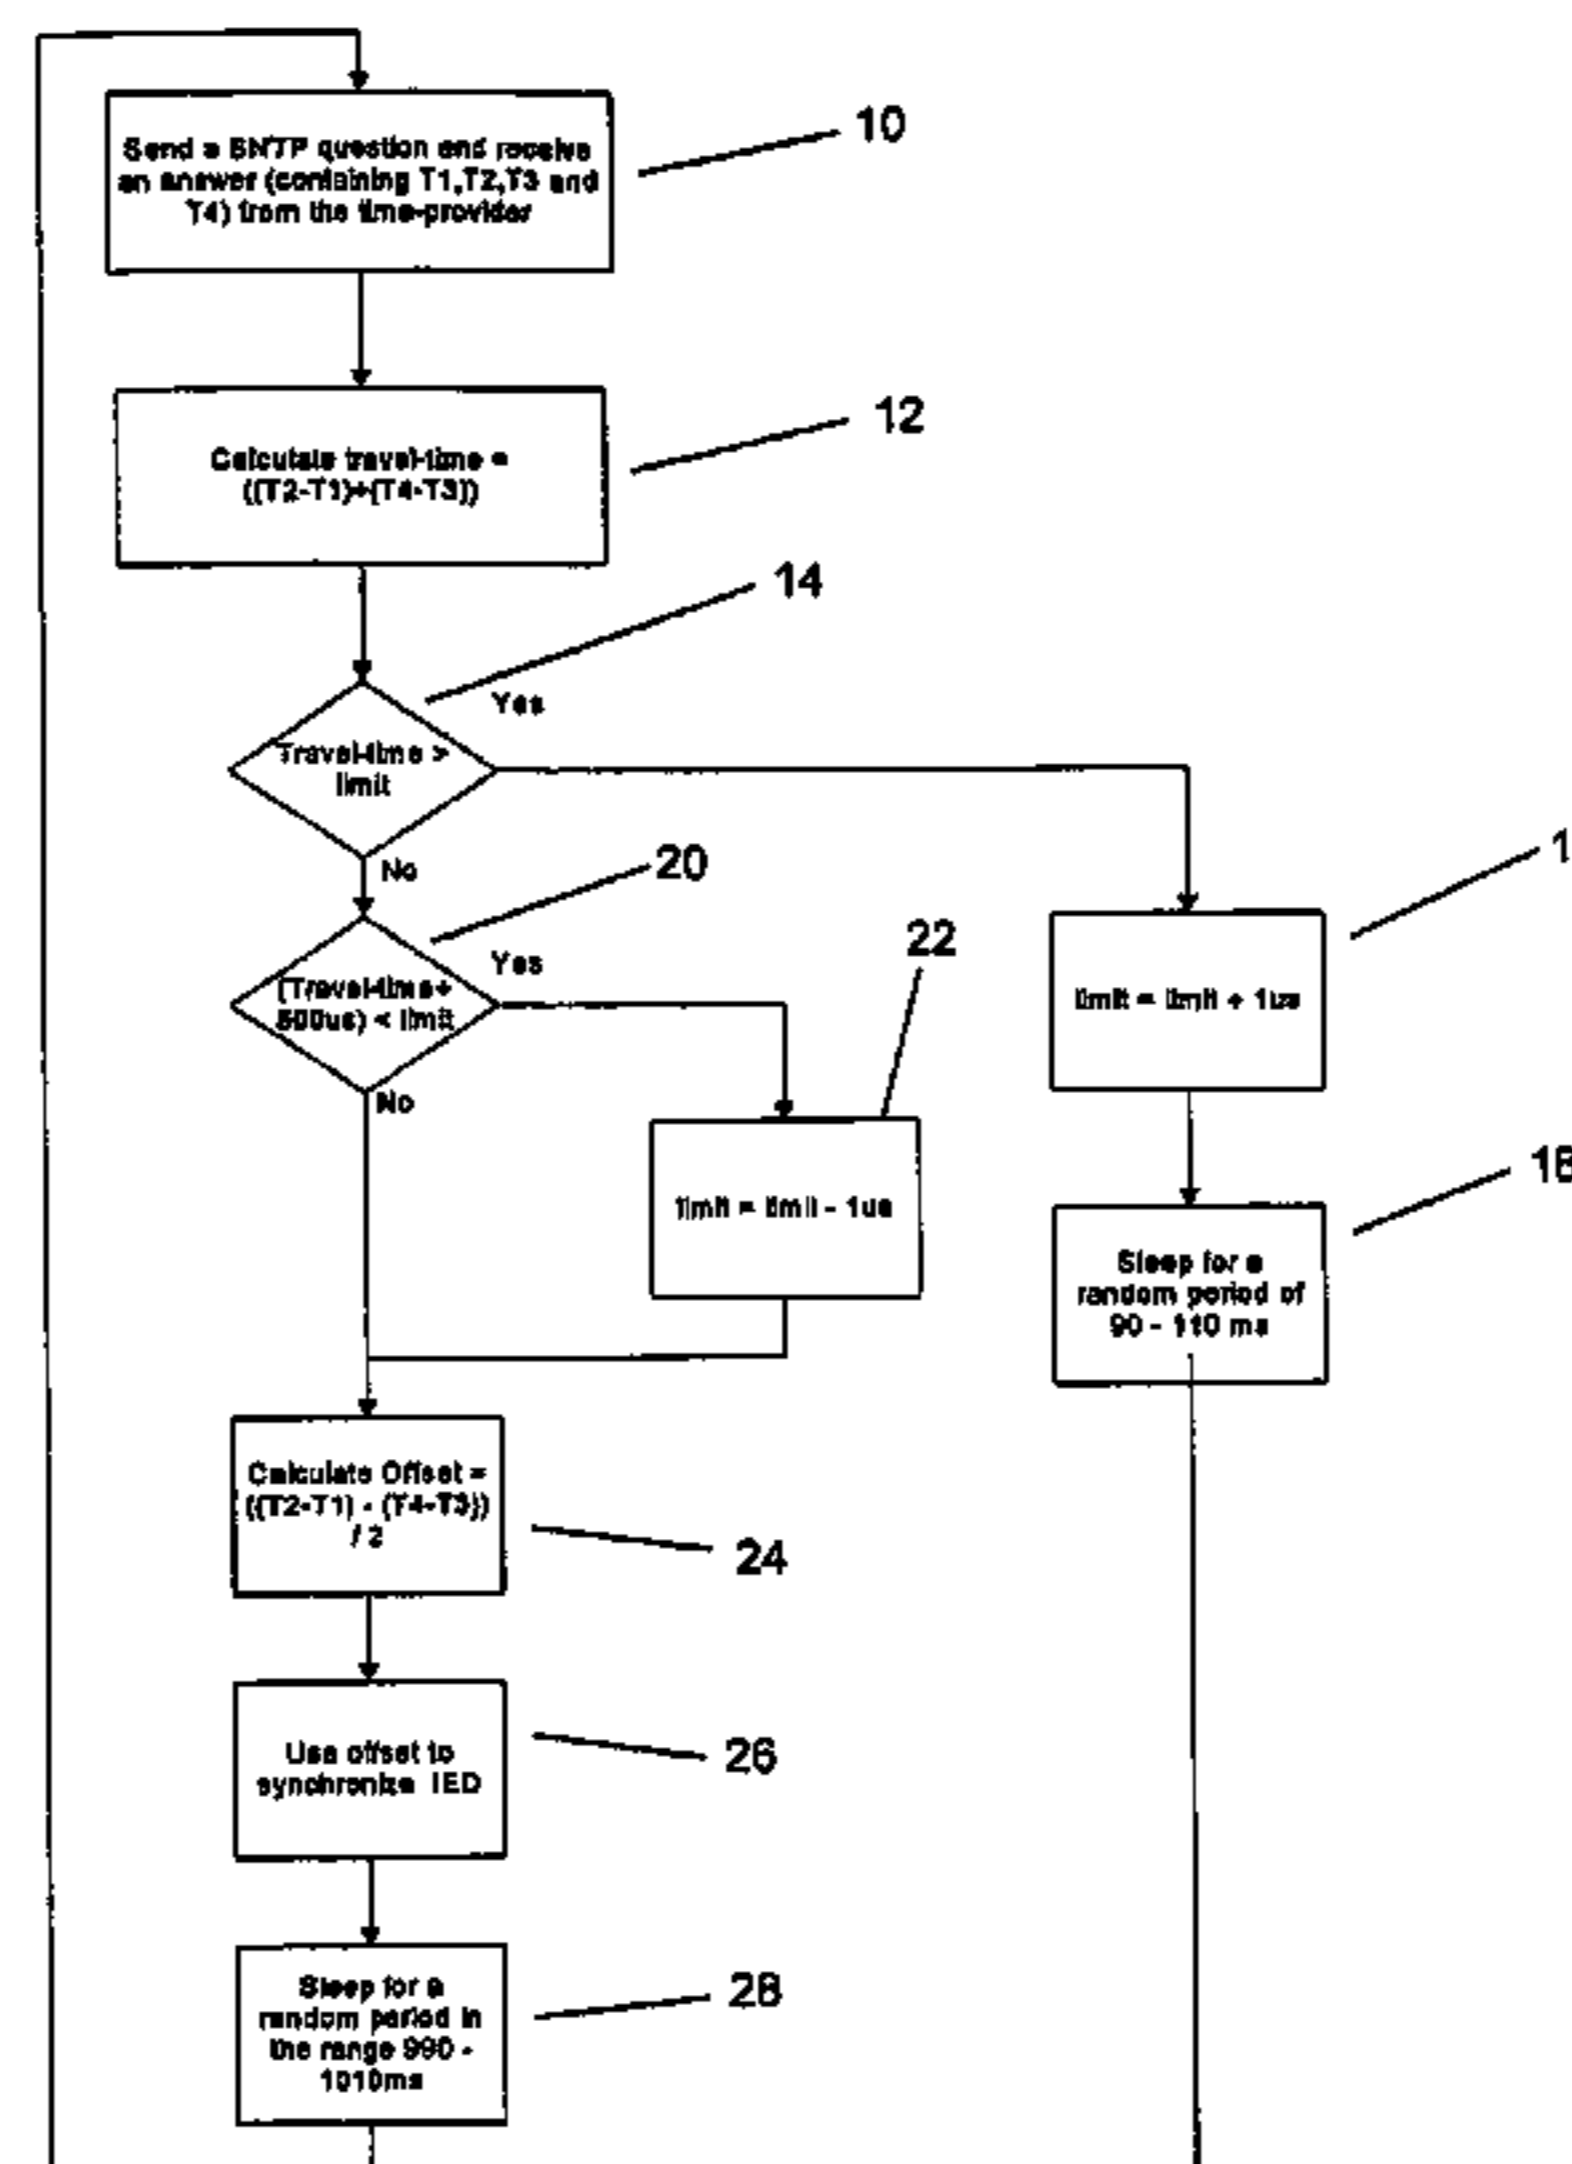 Send a SNTP question and receive
an answer (containing T1,T2,T3 and
T4) from the time-provider
10
Calculate travel-time =
((T2-T1)+(T4-T3))
12
14
Travel-time >
limit
Yes
No
20
(Travel-time+
500us) < limit
Yes
No
22
limit = limit - 1us
1
limit = limit + 1us
18
Sleep for a
random period of
90 - 110 ms
Calculate Offset =
((T2-T1) - (T4-T3))
/ 2
24
Use offset to
synchronize IED
26
Sleep for a
random period in
the range 990 -
1010ms
28